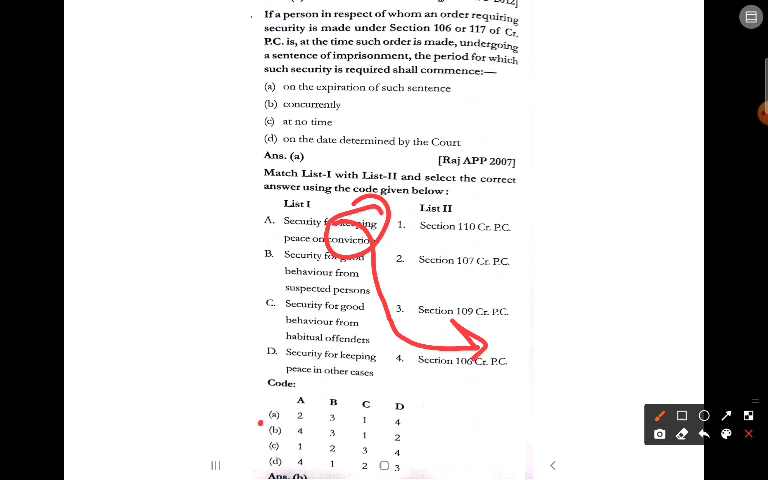 If a person in respect of whom an order requiring
security is made under Section 106 or 117 of Cr.
P.C. is, at the time such order is made, undergoing
a sentence of imprisonment, the period for which
such security is required shall commence:—
(a) on the expiration of such sentence
(b) concurrently
(c) at no time
(d) on the date determined by the Court
Ans. (a) [Raj APP 2007]
Match List-I with List-II and select the correct
answer using the code given below :
List I List II
A. Security for keeping 1. Section 110 Cr. P.C.
peace on conviction
B. Security for good 2. Section 107 Cr. P.C.
behaviour from
suspected persons
C. Security for good 3. Section 109 Cr. P.C.
behaviour from
habitual offenders
D. Security for keeping 4. Section 106 Cr. P.C.
peace in other cases
Code:
A B C D
(a) 2 3 1 4
(b) 4 3 1 2
(c) 1 2 3 4
(d) 4 1 2 3
Ans. (b)